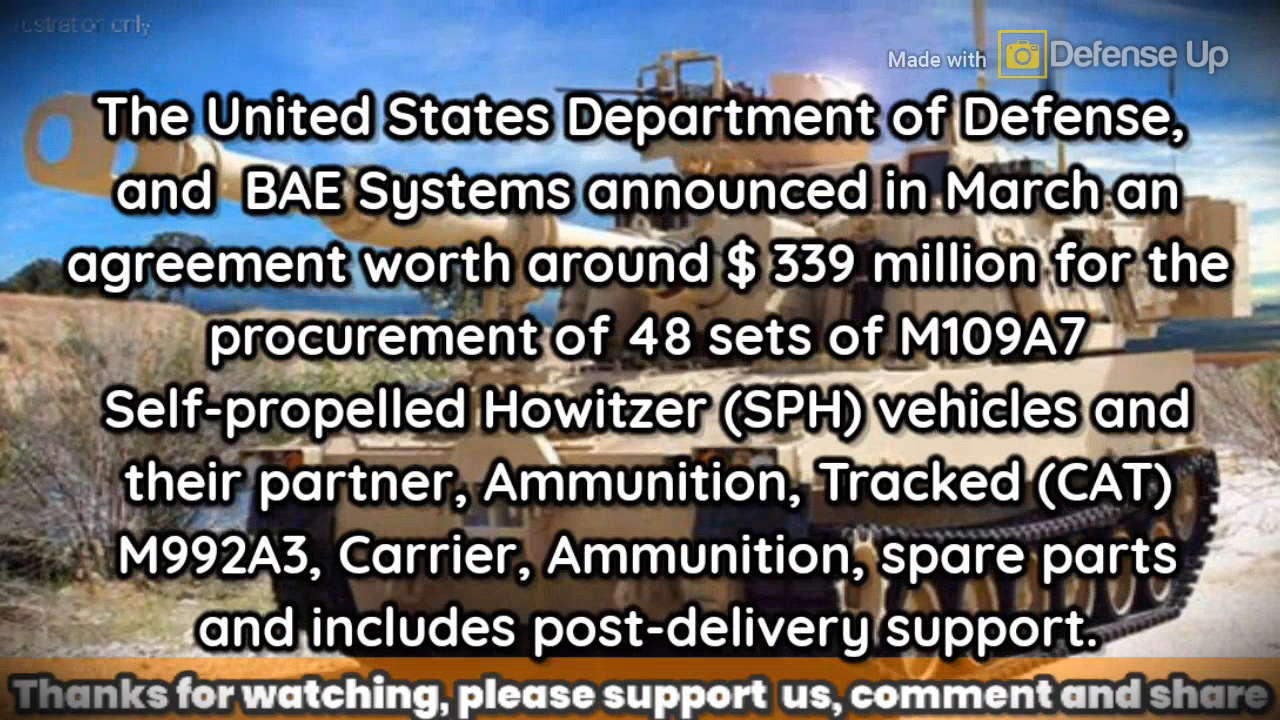 ustration only
Made with Defense Up
The United States Department of Defense,
and BAE Systems announced in March an
agreement worth around $ 339 million for the
procurement of 48 sets of M109A7
Self-propelled Howitzer (SPH) vehicles and
their partner, Ammunition, Tracked (CAT)
M992A3, Carrier, Ammunition, spare parts
and includes post-delivery support.
Thanks for watching, please support us, comment and share